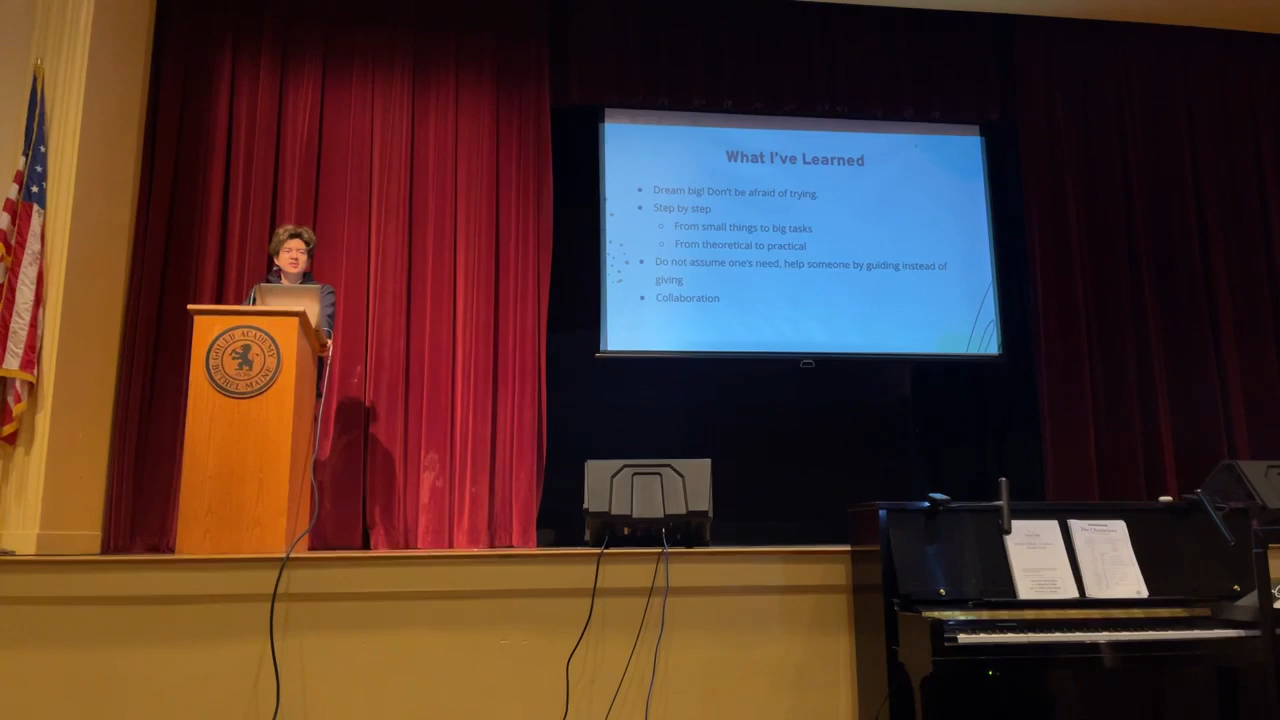 What I've Learned
Dream big! Don't be afraid of trying.
Step by step
From small things to big tasks
From theoretical to practical
Do not assume one's need, help someone by guiding instead of
giving
Collaboration
GOULD ACADEMY
1836
BETHEL MAINE